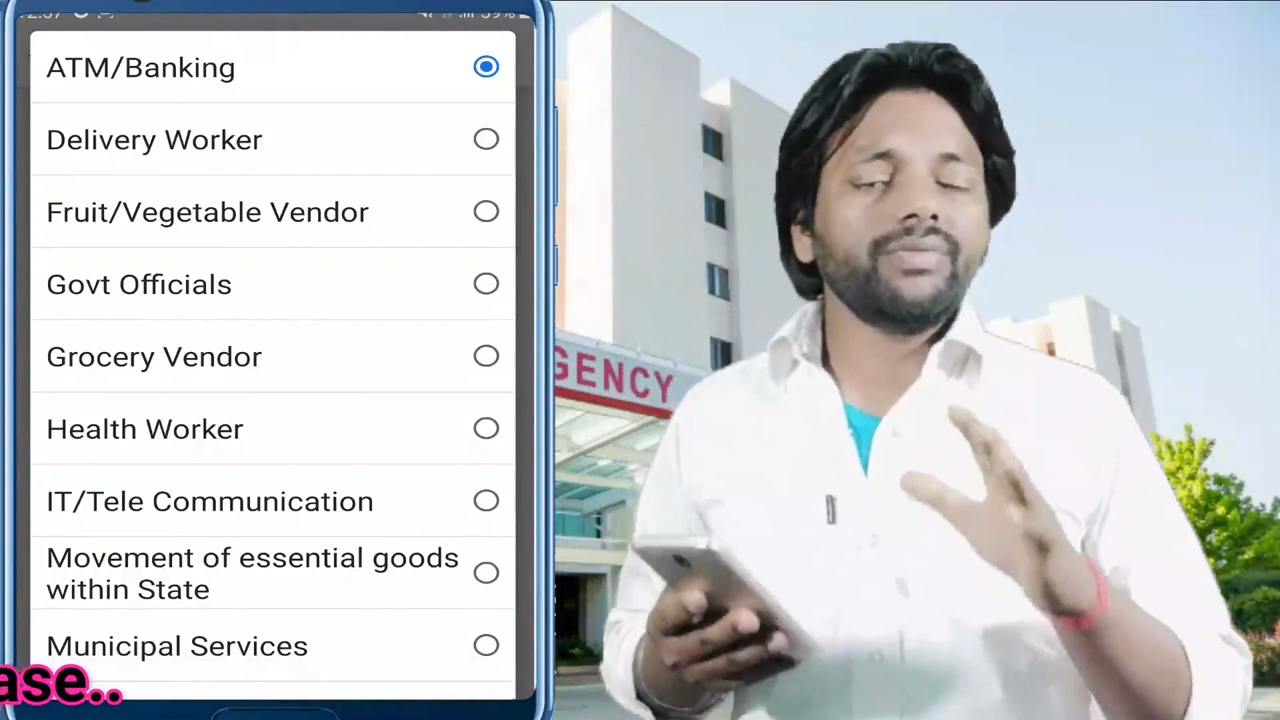 ATM/Banking
Delivery Worker
Fruit/Vegetable Vendor
Govt Officials
Grocery Vendor
Health Worker
IT/Tele Communication
Movement of essential goods
within State
Municipal Services
GENCY
ase..